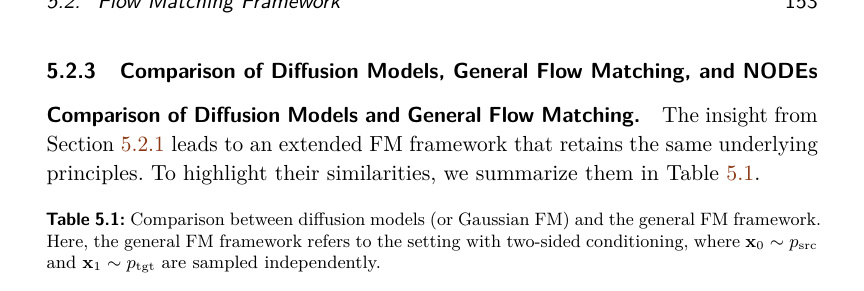 5.2. Flow Matching Framework 153
5.2.3 Comparison of Diffusion Models, General Flow Matching, and NODEs
Comparison of Diffusion Models and General Flow Matching. The insight from
Section 5.2.1 leads to an extended FM framework that retains the same underlying
principles. To highlight their similarities, we summarize them in Table 5.1.
Table 5.1: Comparison between diffusion models (or Gaussian FM) and the general FM framework.
Here, the general FM framework refers to the setting with two-sided conditioning, where x₀ ∼ p_src
and x₁ ∼ p_tgt are sampled independently.